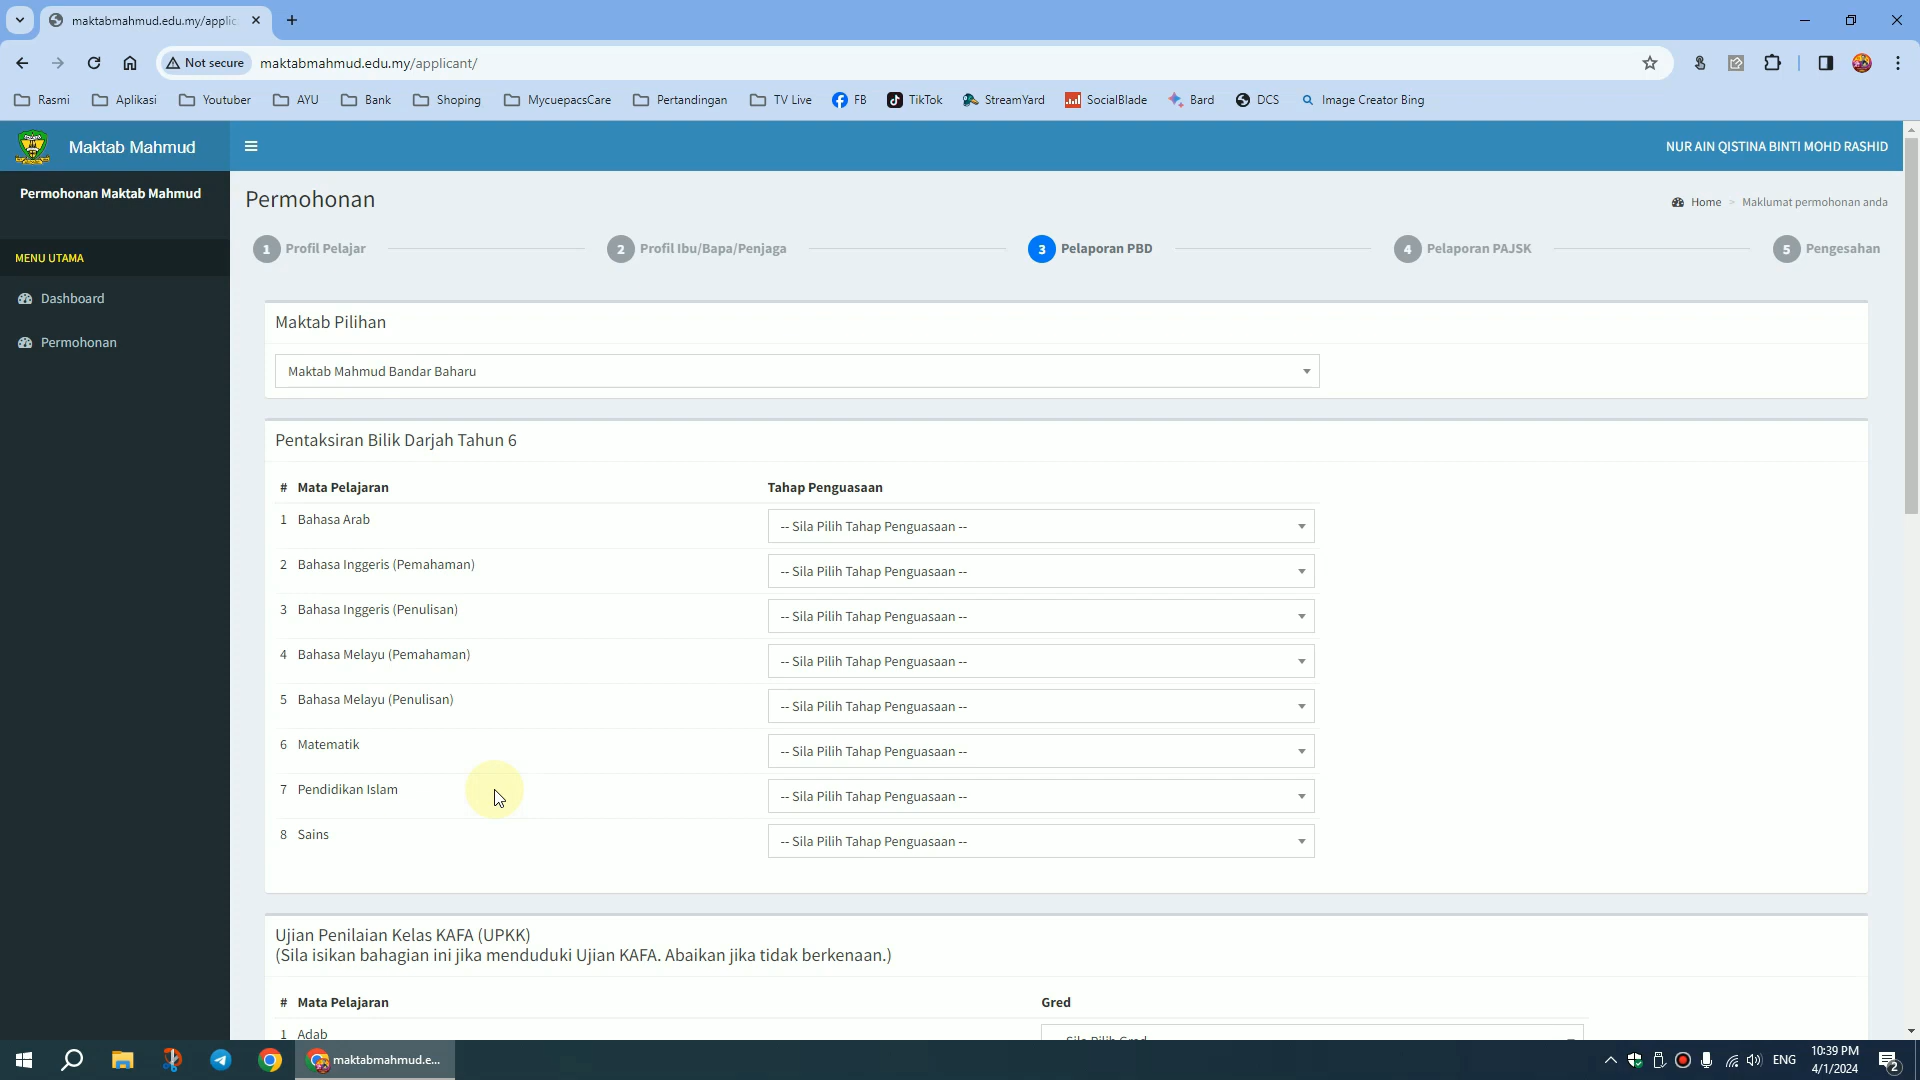 maktabmahmud.edu.my/applic
Not secure
maktabmahmud.edu.my/applicant/
Rasmi
Aplikasi
Youtuber
AYU
Bank
Shoping
MycuepacsCare
Pertandingan
TV Live
FB
TikTok
StreamYard
SocialBlade
Bard
DCS
Image Creator Bing
Maktab Mahmud
NUR AIN QISTINA BINTI MOHD RASHID
Permohonan Maktab Mahmud
MENU UTAMA
Dashboard
Permohonan
Permohonan
Home > Maklumat permohonan anda
1 Profil Pelajar
2 Profil Ibu/Bapa/Penjaga
3 Pelaporan PBD
4 Pelaporan PAJSK
5 Pengesahan
Maktab Pilihan
Maktab Mahmud Bandar Baharu
Pentaksiran Bilik Darjah Tahun 6
# Mata Pelajaran Tahap Penguasaan
1 Bahasa Arab -- Sila Pilih Tahap Penguasaan --
2 Bahasa Inggeris (Pemahaman) -- Sila Pilih Tahap Penguasaan --
3 Bahasa Inggeris (Penulisan) -- Sila Pilih Tahap Penguasaan --
4 Bahasa Melayu (Pemahaman) -- Sila Pilih Tahap Penguasaan --
5 Bahasa Melayu (Penulisan) -- Sila Pilih Tahap Penguasaan --
6 Matematik -- Sila Pilih Tahap Penguasaan --
7 Pendidikan Islam -- Sila Pilih Tahap Penguasaan --
8 Sains -- Sila Pilih Tahap Penguasaan --
Ujian Penilaian Kelas KAFA (UPKK)
(Sila isikan bahagian ini jika menduduki Ujian KAFA. Abaikan jika tidak berkenaan.)
# Mata Pelajaran Gred
1 Adab -- Sila Pilih Gred --
maktabmahmud.e...
ENG
10:39 PM
4/1/2024
2